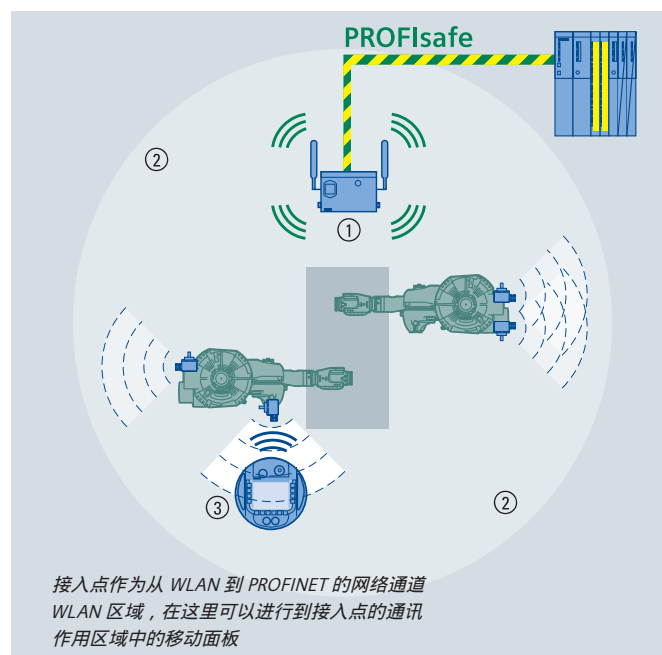 PROFIsafe
②
①
③
②
接入点作为从 WLAN 到 PROFINET 的网络通道
WLAN 区域，在这里可以进行到接入点的通讯
作用区域中的移动面板